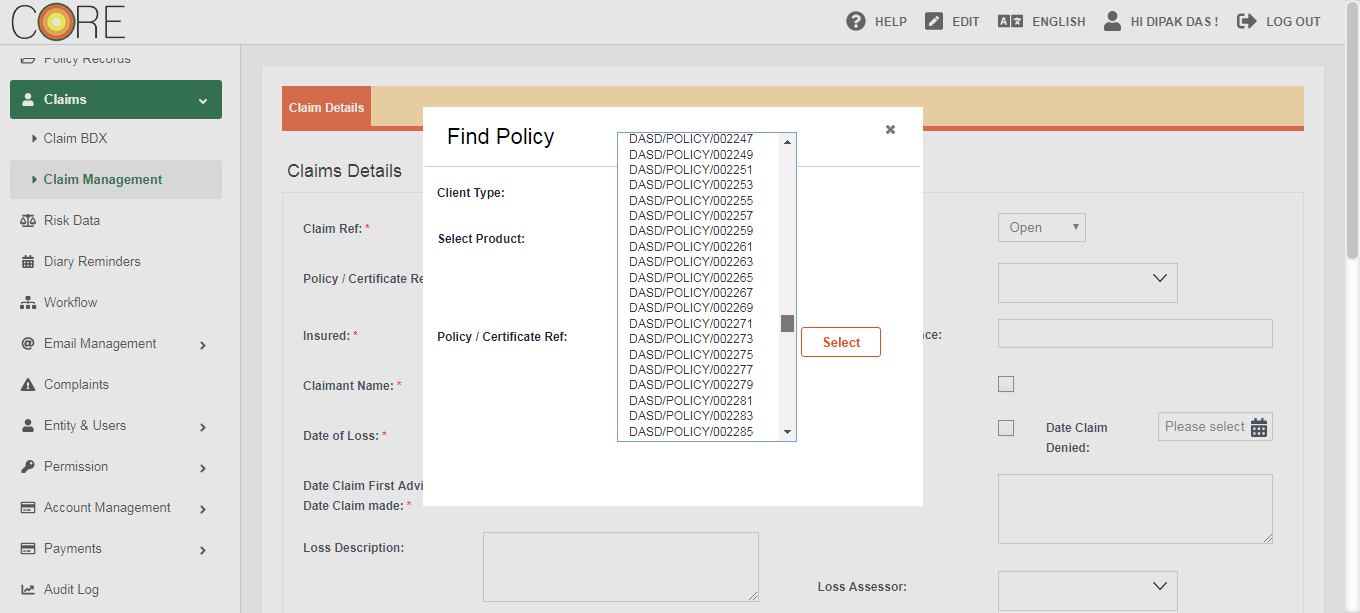 CORE
HELP
EDIT
ENGLISH
HI DIPAK DAS !
LOG OUT
Policy Records
Claims
Claim BDX
Claim Management
Risk Data
Diary Reminders
Workflow
Email Management
Complaints
Entity & Users
Permission
Account Management
Payments
Audit Log
Claim Details
Claims Details
Claim Ref: *
Open
Policy / Certificate Re
Insured: *
ce:
Claimant Name: *
Date of Loss: *
Date Claim
Denied:
Please select
Date Claim First Advi
Date Claim made: *
Loss Description:
Loss Assessor:
Find Policy
Client Type:
Select Product:
Policy / Certificate Ref:
DASD/POLICY/002247
DASD/POLICY/002249
DASD/POLICY/002251
DASD/POLICY/002253
DASD/POLICY/002255
DASD/POLICY/002257
DASD/POLICY/002259
DASD/POLICY/002261
DASD/POLICY/002263
DASD/POLICY/002265
DASD/POLICY/002267
DASD/POLICY/002269
DASD/POLICY/002271
DASD/POLICY/002273
DASD/POLICY/002275
DASD/POLICY/002277
DASD/POLICY/002279
DASD/POLICY/002281
DASD/POLICY/002283
DASD/POLICY/002285
Select